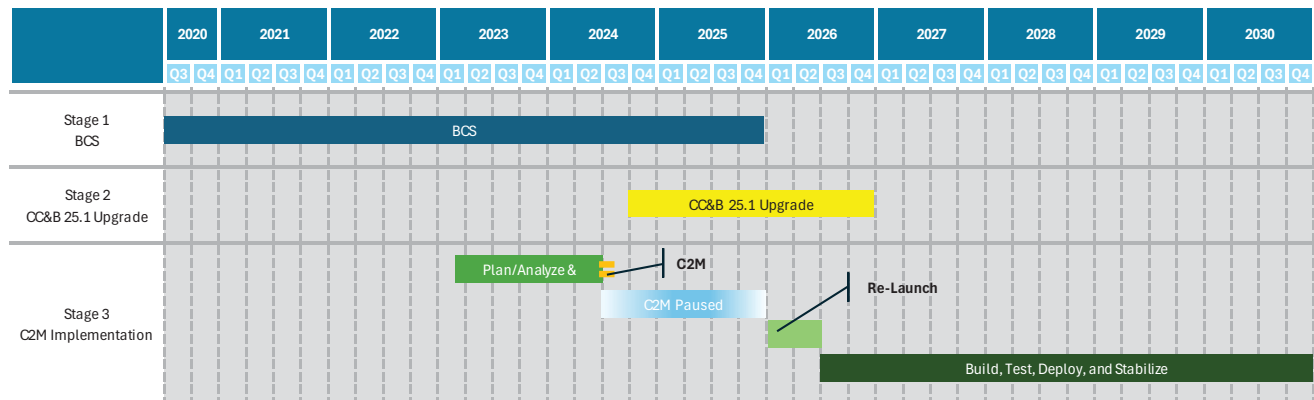 2020 2021 2022 2023 2024 2025 2026 2027 2028 2029 2030
Q3 Q4 Q1 Q2 Q3 Q4 Q1 Q2 Q3 Q4 Q1 Q2 Q3 Q4 Q1 Q2 Q3 Q4 Q1 Q2 Q3 Q4 Q1 Q2 Q3 Q4 Q1 Q2 Q3 Q4 Q1 Q2 Q3 Q4 Q1 Q2 Q3 Q4 Q1 Q2 Q3 Q4
Stage 1
BCS
BCS
Stage 2
CC&B 25.1 Upgrade
CC&B 25.1 Upgrade
Stage 3
C2M Implementation
Plan/Analyze &
C2M
C2M Paused
Re-Launch
Build, Test, Deploy, and Stabilize